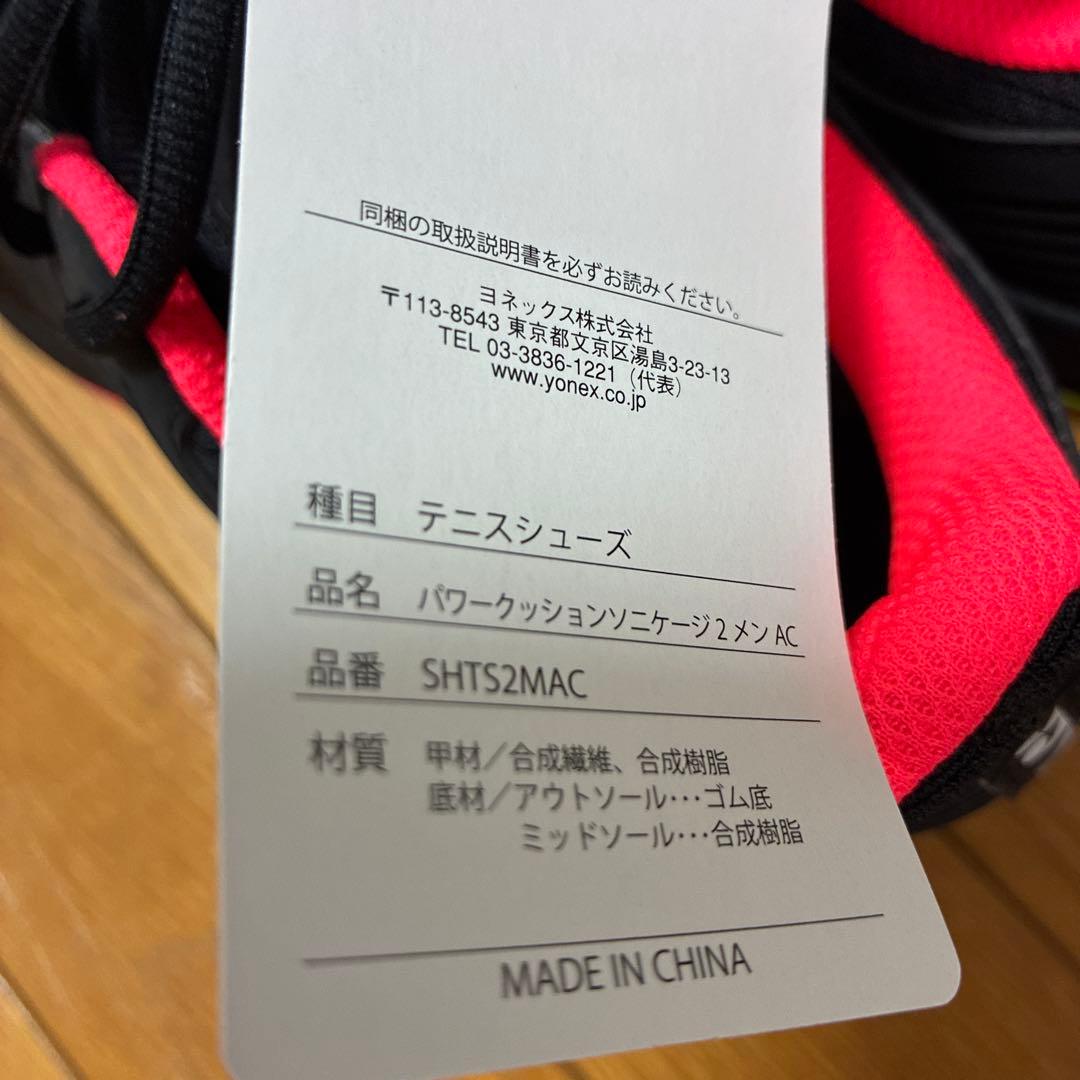 同梱の取扱説明書を必ずお読みください。
ヨネックス株式会社
〒113-8543 東京都文京区湯島3-23-13
TEL 03-3836-1221（代表）
www.yonex.co.jp
種目 テニスシューズ
品名 パワークッションソニケージ2メンAC
品番 SHTS2MAC
材質 甲材／合成繊維、合成樹脂
底材／アウトソール･･･ゴム底
ミッドソール･･･合成樹脂
MADE IN CHINA